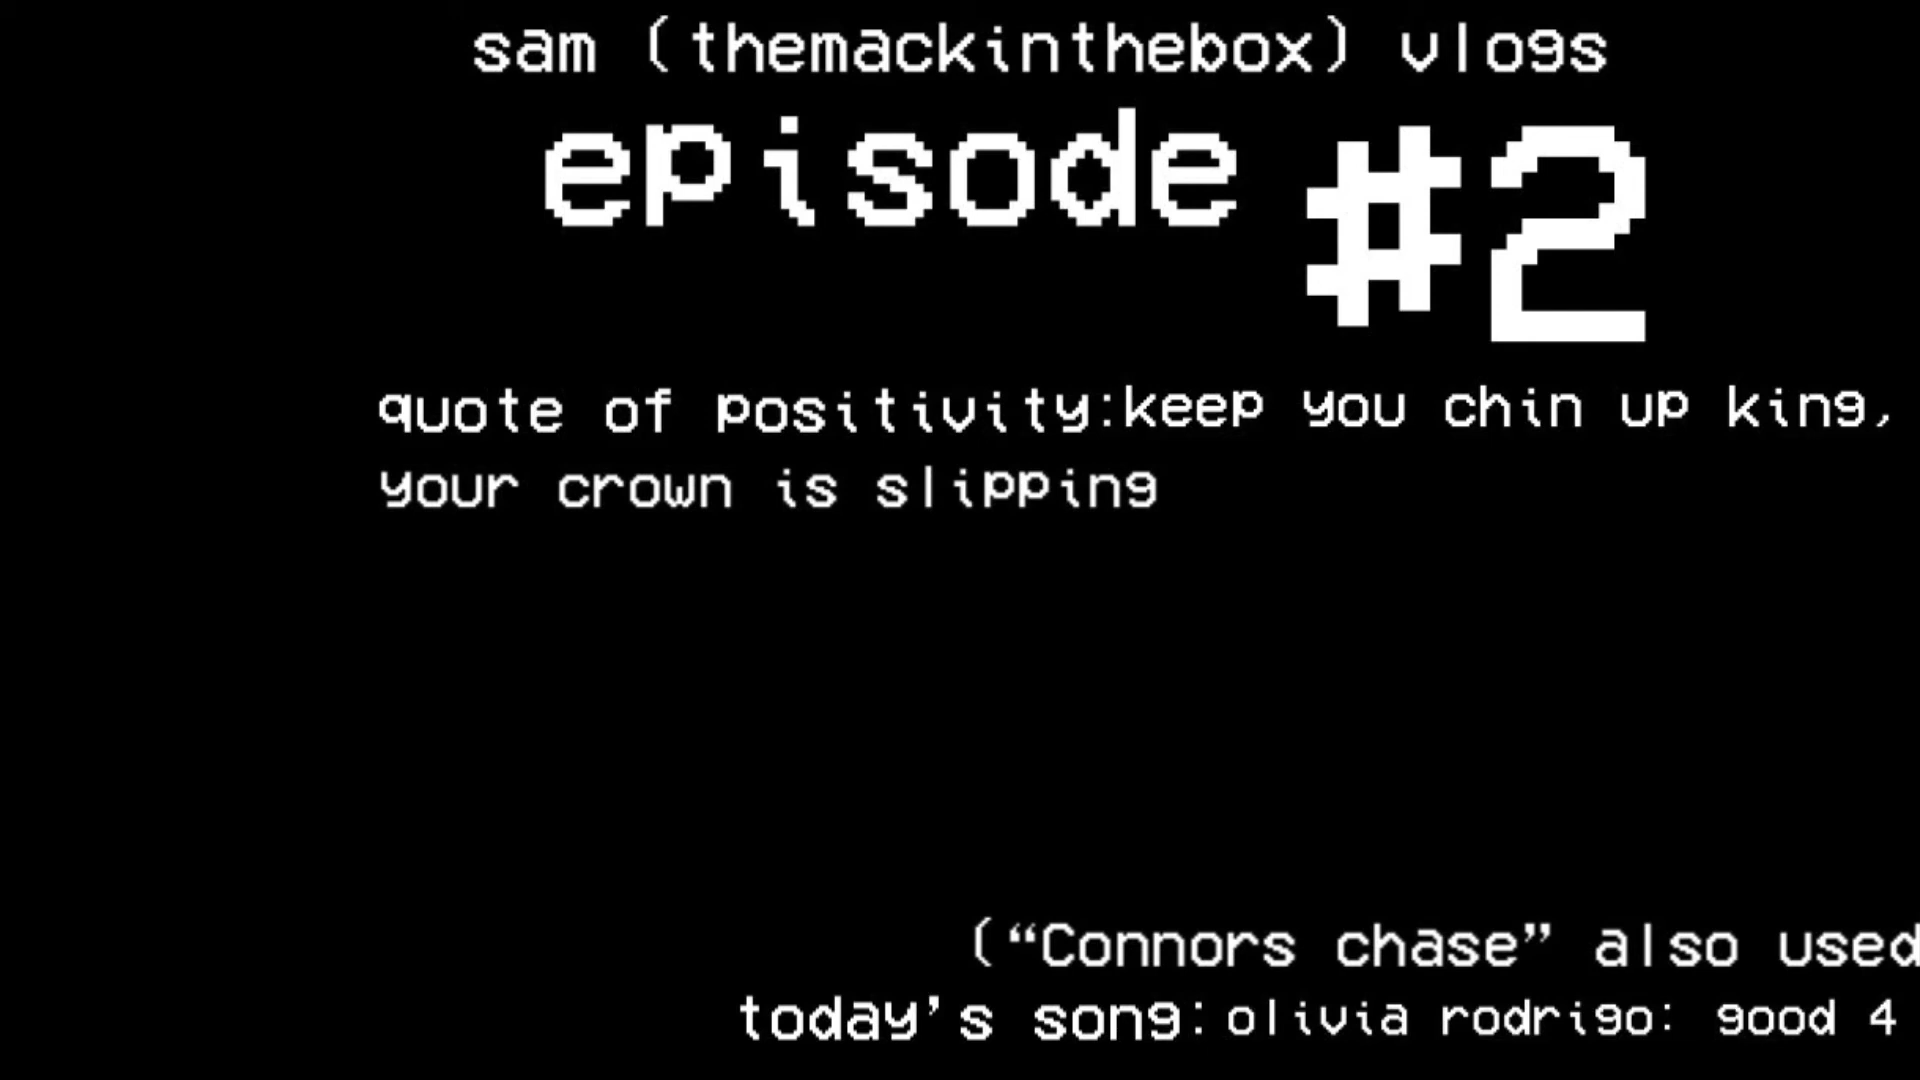 sam (themackinthebox) vlogs
episode #2
quote of positivity:keep you chin up king,
your crown is slipping
(“Connors chase” also used
today’s song:olivia rodrigo: good 4